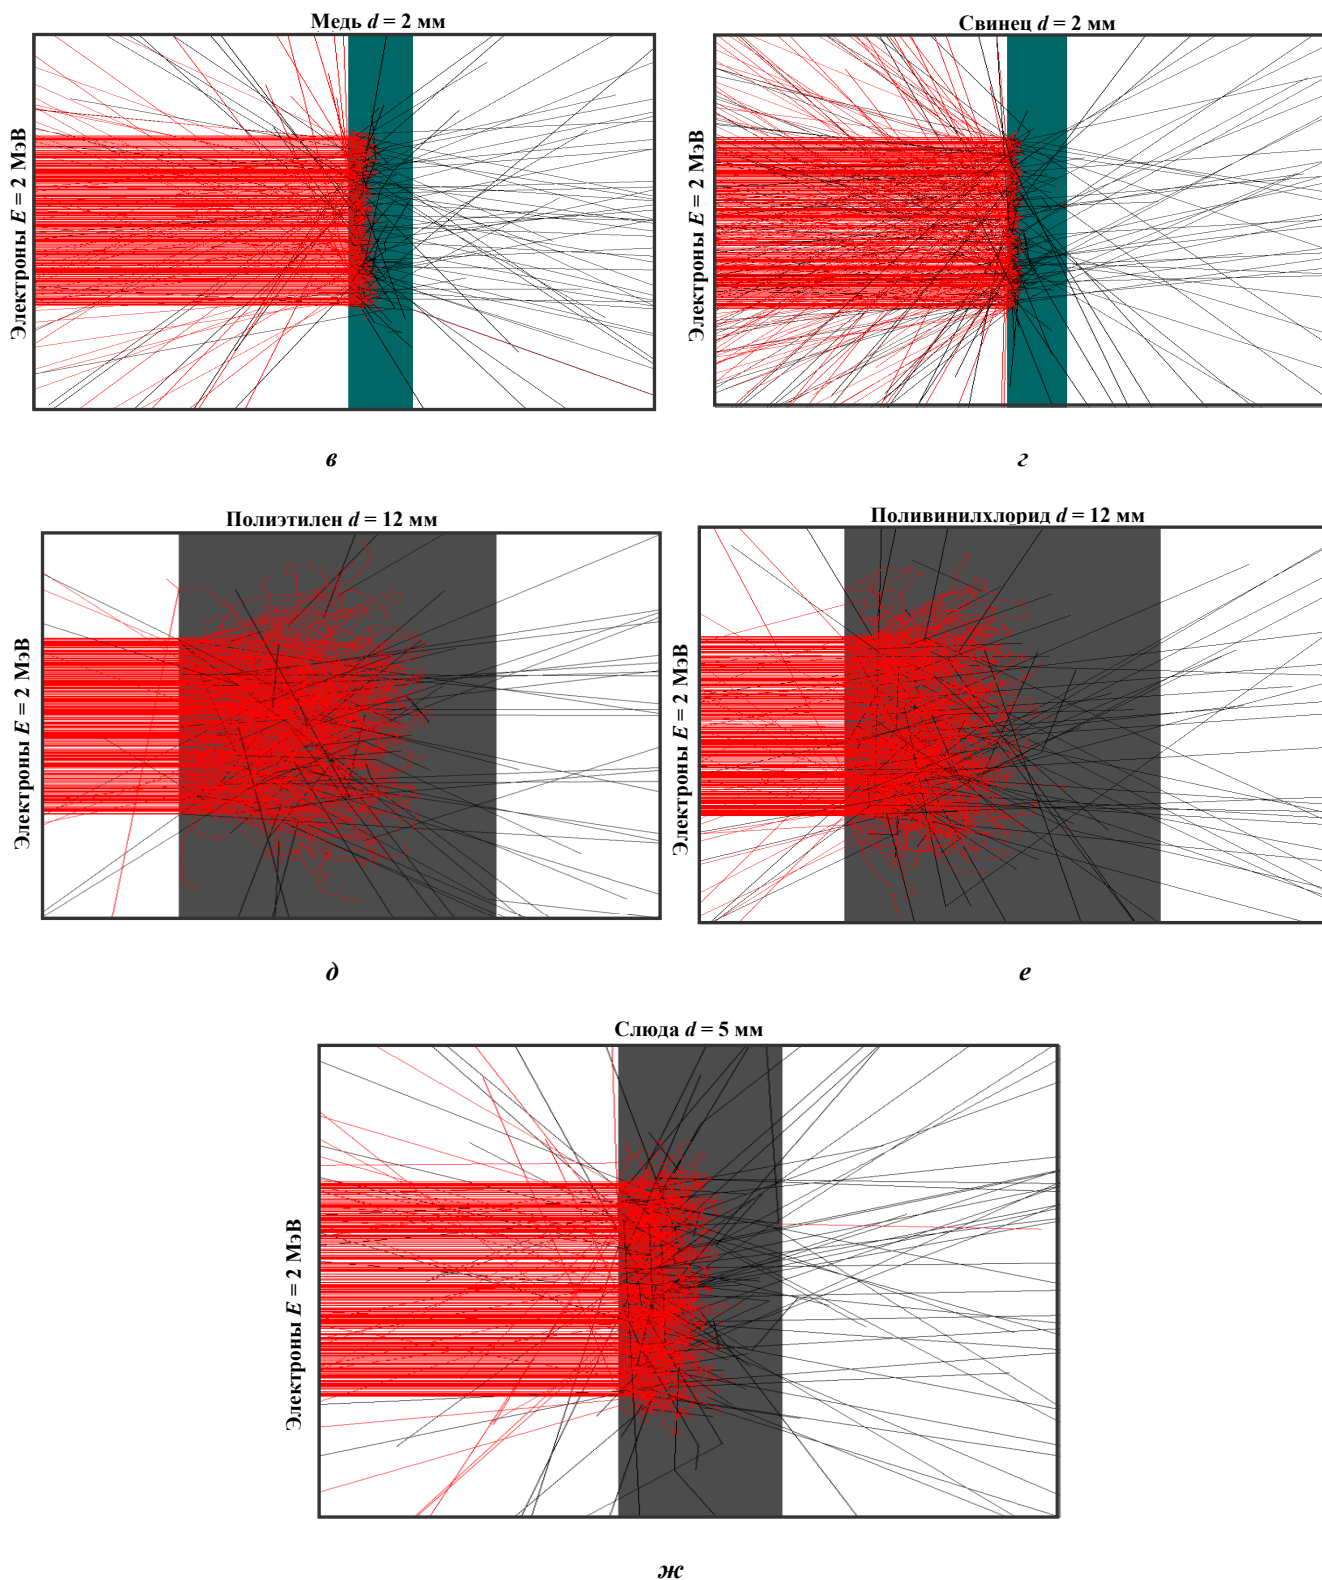 Медь d = 2 мм
Свинец d = 2 мм
Электроны E = 2 МэВ
Электроны E = 2 МэВ
в
г
Полиэтилен d = 12 мм
Поливинилхлорид d = 12 мм
Электроны E = 2 МэВ
Электроны E = 2 МэВ
д
е
Слюда d = 5 мм
Электроны E = 2 МэВ
ж